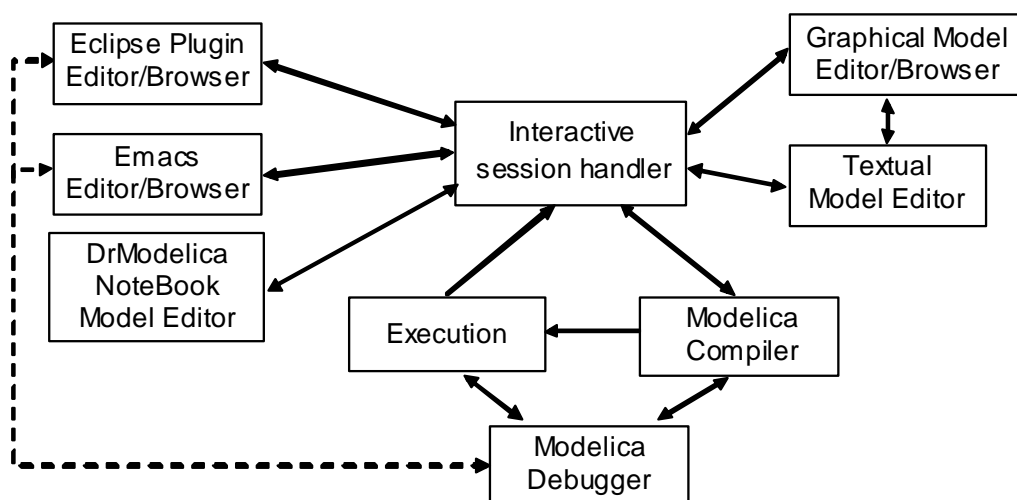 Eclipse Plugin
Editor/Browser
Graphical Model
Editor/Browser
Interactive
session handler
Emacs
Editor/Browser
Textual
Model Editor
DrModelica
NoteBook
Model Editor
Execution
Modelica
Compiler
Modelica
Debugger